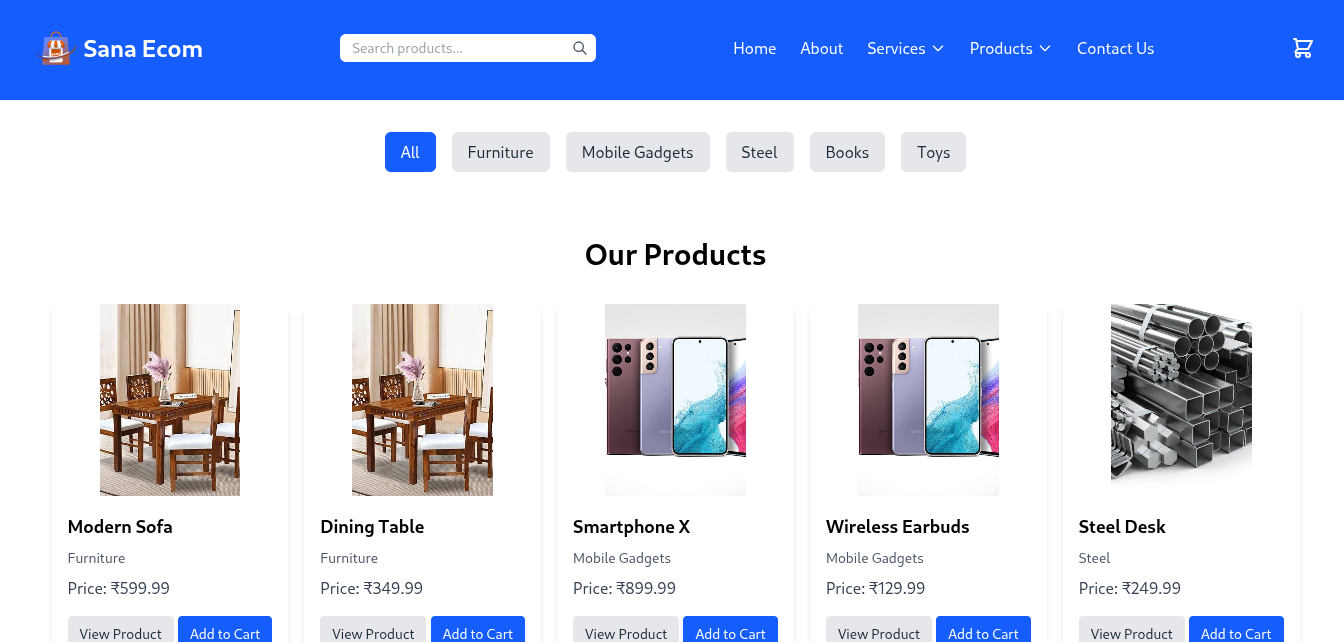 Sana Ecom
Search products...
Home About Services Products Contact Us
All Furniture Mobile Gadgets Steel Books Toys
Our Products
Modern Sofa
Furniture
Price: ₹599.99
View Product Add to Cart
Dining Table
Furniture
Price: ₹349.99
View Product Add to Cart
Smartphone X
Mobile Gadgets
Price: ₹899.99
View Product Add to Cart
Wireless Earbuds
Mobile Gadgets
Price: ₹129.99
View Product Add to Cart
Steel Desk
Steel
Price: ₹249.99
View Product Add to Cart